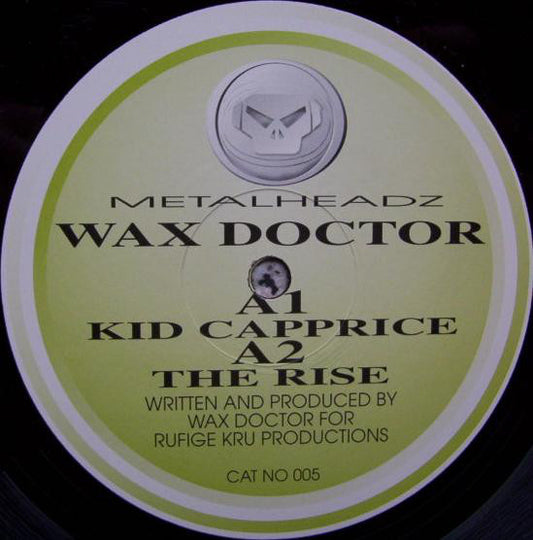 METALHEADZ
WAX DOCTOR
A1
KID CAPPRICE
A2
THE RISE
WRITTEN AND PRODUCED BY
WAX DOCTOR FOR
RUFIGE KRU PRODUCTIONS
CAT NO 005